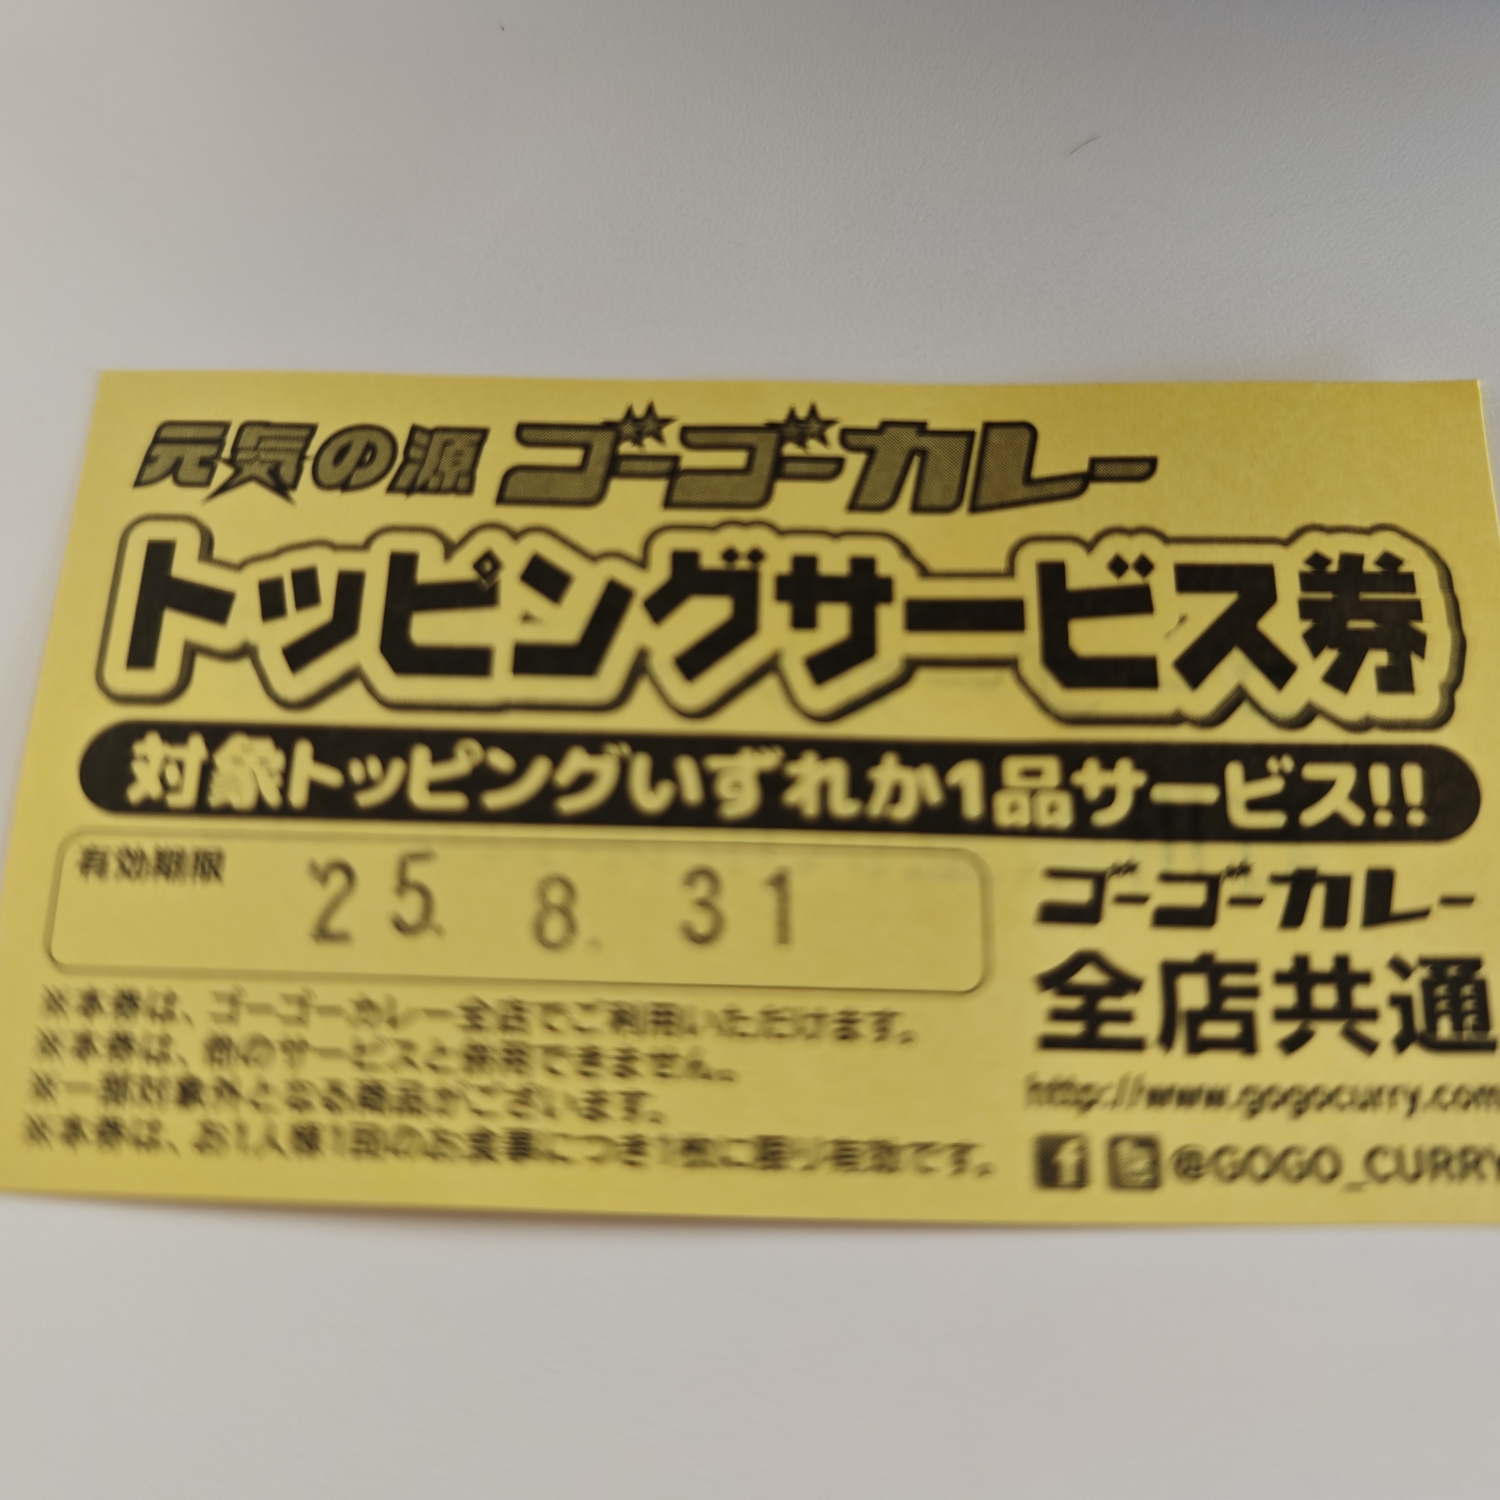 元気の源 ゴーゴーカレー
トッピングサービス券
対象トッピングいずれか1品サービス!!
有効期限 '25. 8. 31
ゴーゴーカレー
全店共通
※本券は、ゴーゴーカレー全店でご利用いただけます。
※本券は、他のサービスと併用できません。
※一部対象外となる商品がございます。
※本券は、お1人様1回のお食事につき1枚に限り有効です。
http://www.gogocurry.com
@GOGO_CURRY